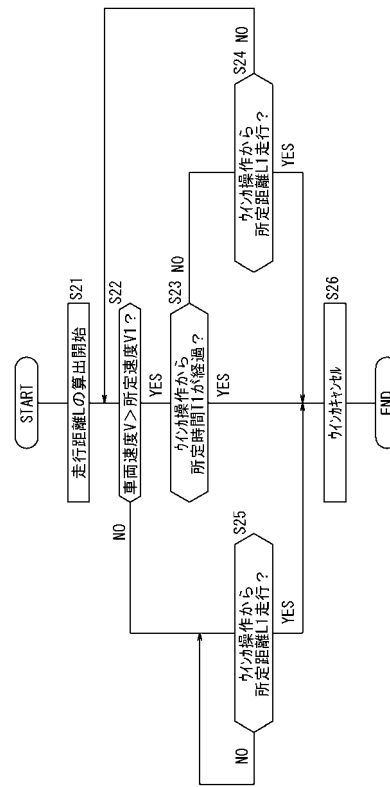 START
走行距離Lの算出開始
S21
車両速度V>所定速度V1?
S22
NO
YES
ウインカ操作から
所定時間T1が経過?
S23
NO
YES
ウインカ操作から
所定距離L1走行?
S24
NO
YES
ウインカ操作から
所定距離L1走行?
S25
NO
YES
ウインカキャンセル
S26
END